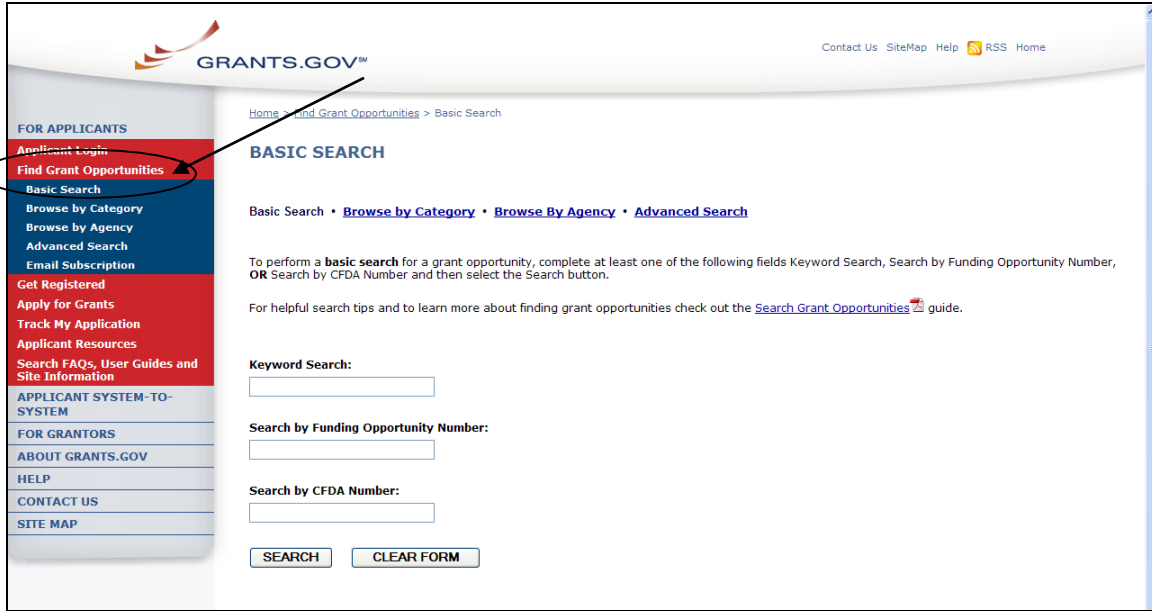 GRANTS.GOV℠
Contact Us SiteMap Help RSS Home
Home > Find Grant Opportunities > Basic Search
FOR APPLICANTS
Applicant Login
Find Grant Opportunities
Basic Search
Browse by Category
Browse by Agency
Advanced Search
Email Subscription
Get Registered
Apply for Grants
Track My Application
Applicant Resources
Search FAQs, User Guides and
Site Information
APPLICANT SYSTEM-TO-
SYSTEM
FOR GRANTORS
ABOUT GRANTS.GOV
HELP
CONTACT US
SITE MAP
BASIC SEARCH
Basic Search • Browse by Category • Browse By Agency • Advanced Search
To perform a basic search for a grant opportunity, complete at least one of the following fields Keyword Search, Search by Funding Opportunity Number,
OR Search by CFDA Number and then select the Search button.
For helpful search tips and to learn more about finding grant opportunities check out the Search Grant Opportunities guide.
Keyword Search:
Search by Funding Opportunity Number:
Search by CFDA Number:
SEARCH CLEAR FORM